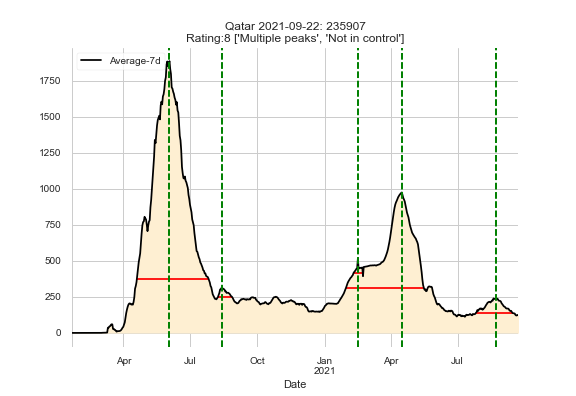 Qatar 2021-09-22: 235907
Rating:8 ['Multiple peaks', 'Not in control']
Average-7d
1750
1500
1250
1000
750
500
250
0
Apr
Jul
Oct
Jan
2021
Apr
Jul
Date